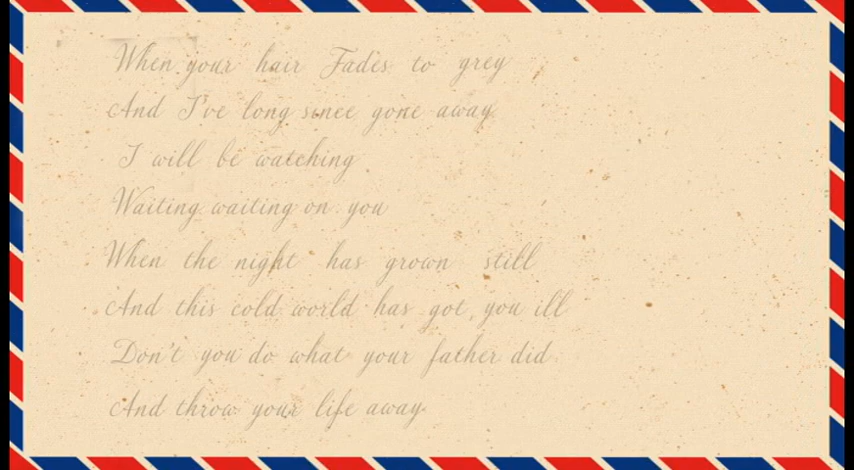 When your hair Fades to grey
And I've long since gone away
I will be watching
Waiting waiting on you
When the night has grown still
And this cold world has got you ill
Don't you do what your father did
And throw your life away